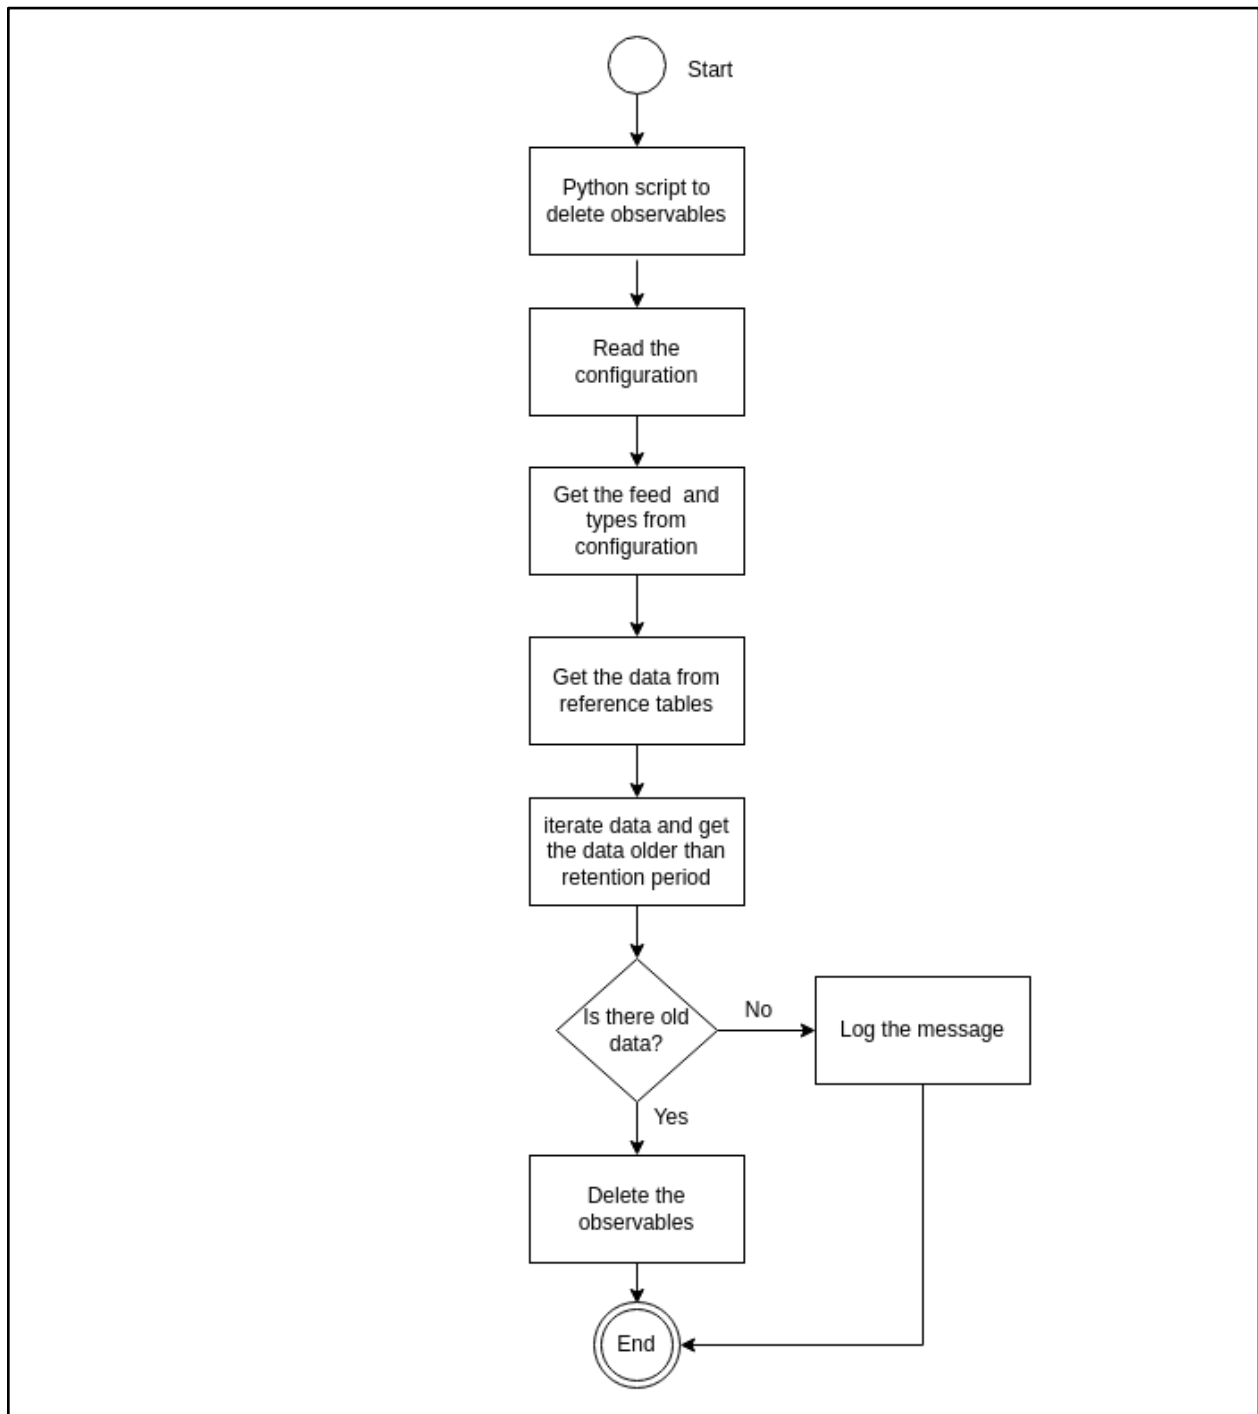 Start
Python script to
delete observables
Read the
configuration
Get the feed  and
types from
configuration
Get the data from
reference tables
iterate data and get
the data older than
retention period
Is there old
data?
No
Log the message
Yes
Delete the
observables
End